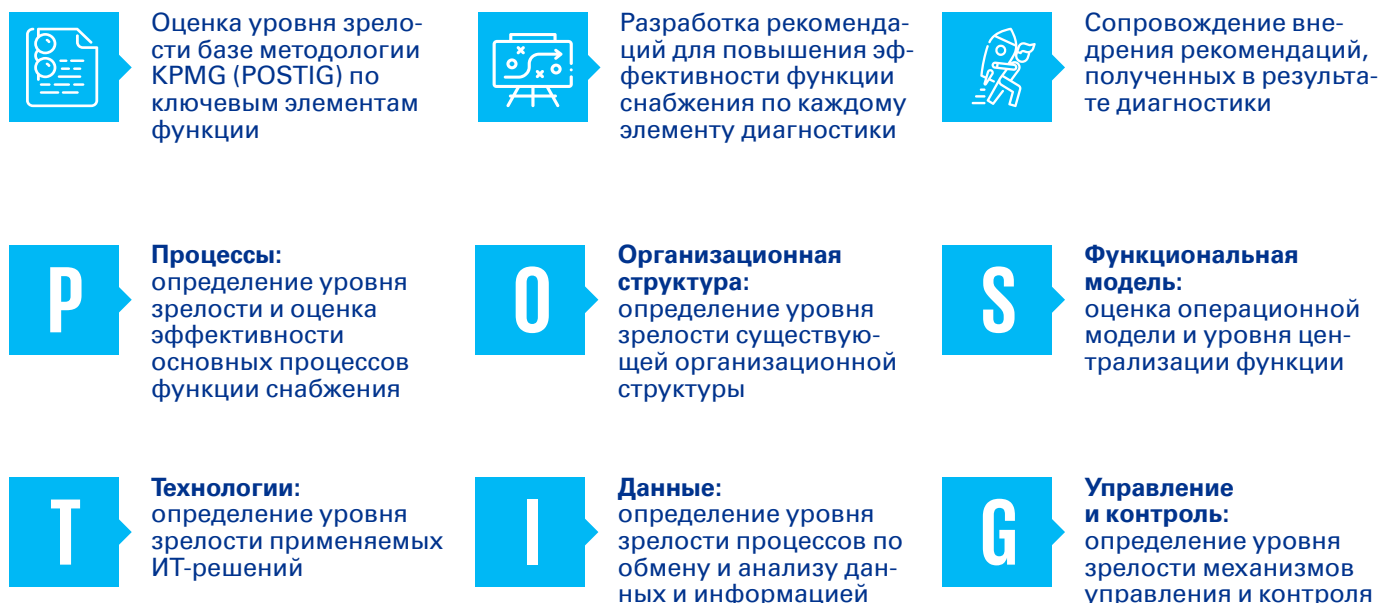 Оценка уровня зрело-
сти базе методологии
KPMG (POSTIG) по
ключевым элементам
функции
Разработка рекоменда-
ций для повышения эф-
фективности функции
снабжения по каждому
элементу диагностики
Сопровождение вне-
дрения рекомендаций,
полученных в результа-
те диагностики
P
Процессы:
определение уровня
зрелости и оценка
эффективности
основных процессов
функции снабжения
O
Организационная
структура:
определение уровня
зрелости существую-
щей организационной
структуры
S
Функциональная
модель:
оценка операционной
модели и уровня цен-
трализации функции
T
Технологии:
определение уровня
зрелости применяемых
ИТ-решений
I
Данные:
определение уровня
зрелости процессов по
обмену и анализу дан-
ных и информацией
G
Управление
и контроль:
определение уровня
зрелости механизмов
управления и контроля